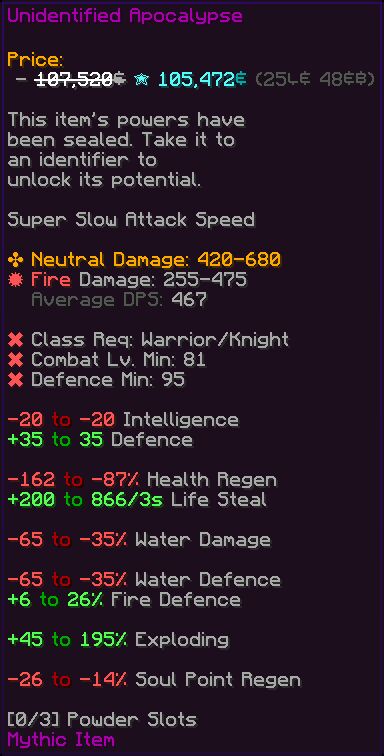 Unidentified Apocalypse
Price:
- 107,520 ✮ 105,472 (25 48)
This item's powers have
been sealed. Take it to
an identifier to
unlock its potential.
Super Slow Attack Speed
✣ Neutral Damage: 420-680
✹ Fire Damage: 255-475
Average DPS: 467
✖ Class Req: Warrior/Knight
✖ Combat Lv. Min: 81
✖ Defence Min: 95
-20 to -20 Intelligence
+35 to 35 Defence
-162 to -87% Health Regen
+200 to 866/3s Life Steal
-65 to -35% Water Damage
-65 to -35% Water Defence
+6 to 26% Fire Defence
+45 to 195% Exploding
-26 to -14% Soul Point Regen
[0/3] Powder Slots
Mythic Item